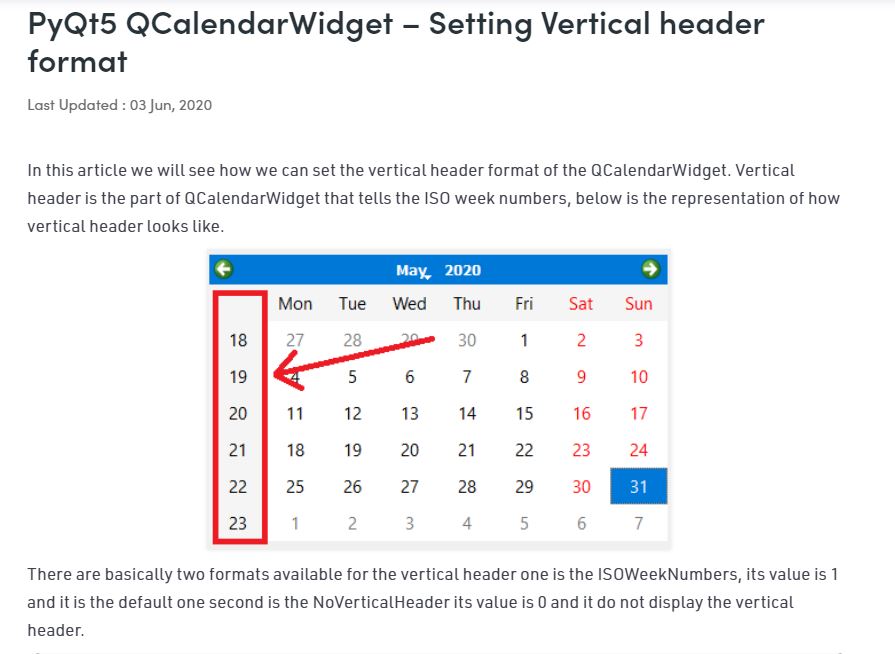 PyQt5 QCalendarWidget – Setting Vertical header
format
Last Updated : 03 Jun, 2020
In this article we will see how we can set the vertical header format of the QCalendarWidget. Vertical
header is the part of QCalendarWidget that tells the ISO week numbers, below is the representation of how
vertical header looks like.
May, 2020
Mon Tue Wed Thu Fri Sat Sun
18 27 28 29 30 1 2 3
19 4 5 6 7 8 9 10
20 11 12 13 14 15 16 17
21 18 19 20 21 22 23 24
22 25 26 27 28 29 30 31
23 1 2 3 4 5 6 7
There are basically two formats available for the vertical header one is the ISOWeekNumbers, its value is 1
and it is the default one second is the NoVerticalHeader its value is 0 and it do not display the vertical
header.